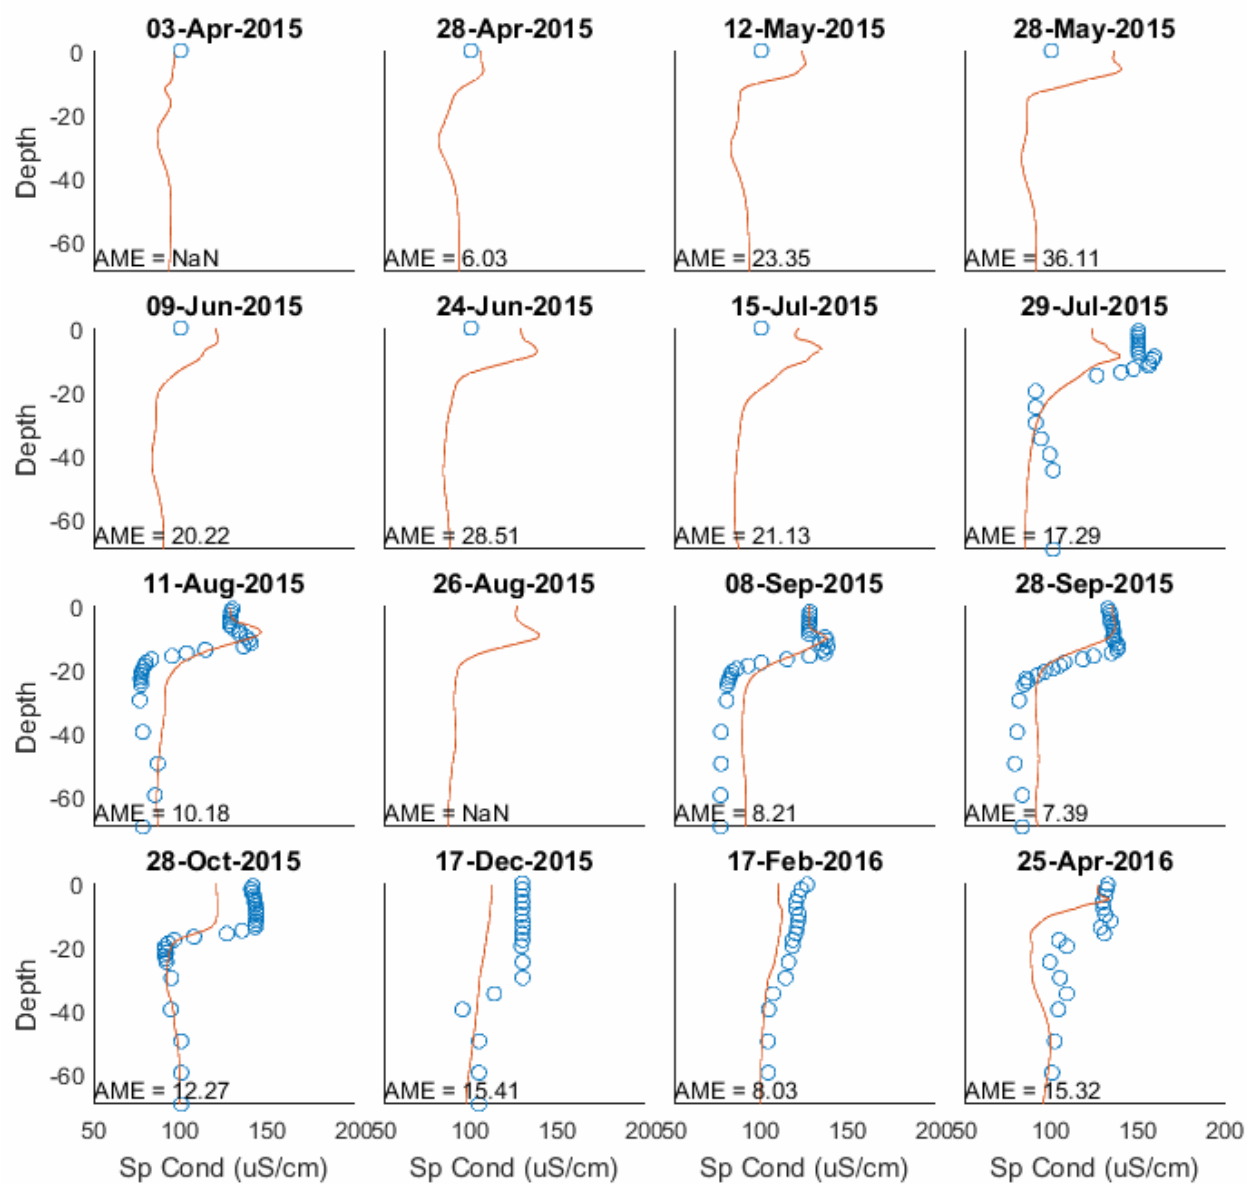 03-Apr-2015 28-Apr-2015 12-May-2015 28-May-2015
0
-20
-40
-60
Depth
AME = NaN AME = 6.03 AME = 23.35 AME = 36.11
09-Jun-2015 24-Jun-2015 15-Jul-2015 29-Jul-2015
0
-20
-40
-60
Depth
AME = 20.22 AME = 28.51 AME = 21.13 AME = 17.29
11-Aug-2015 26-Aug-2015 08-Sep-2015 28-Sep-2015
0
-20
-40
-60
Depth
AME = 10.18 AME = NaN AME = 8.21 AME = 7.39
28-Oct-2015 17-Dec-2015 17-Feb-2016 25-Apr-2016
0
-20
-40
-60
Depth
AME = 12.27 AME = 15.41 AME = 8.03 AME = 15.32
50 100 150 200 50 100 150 200 50 100 150 200 50 100 150 200
Sp Cond (uS/cm) Sp Cond (uS/cm) Sp Cond (uS/cm) Sp Cond (uS/cm)